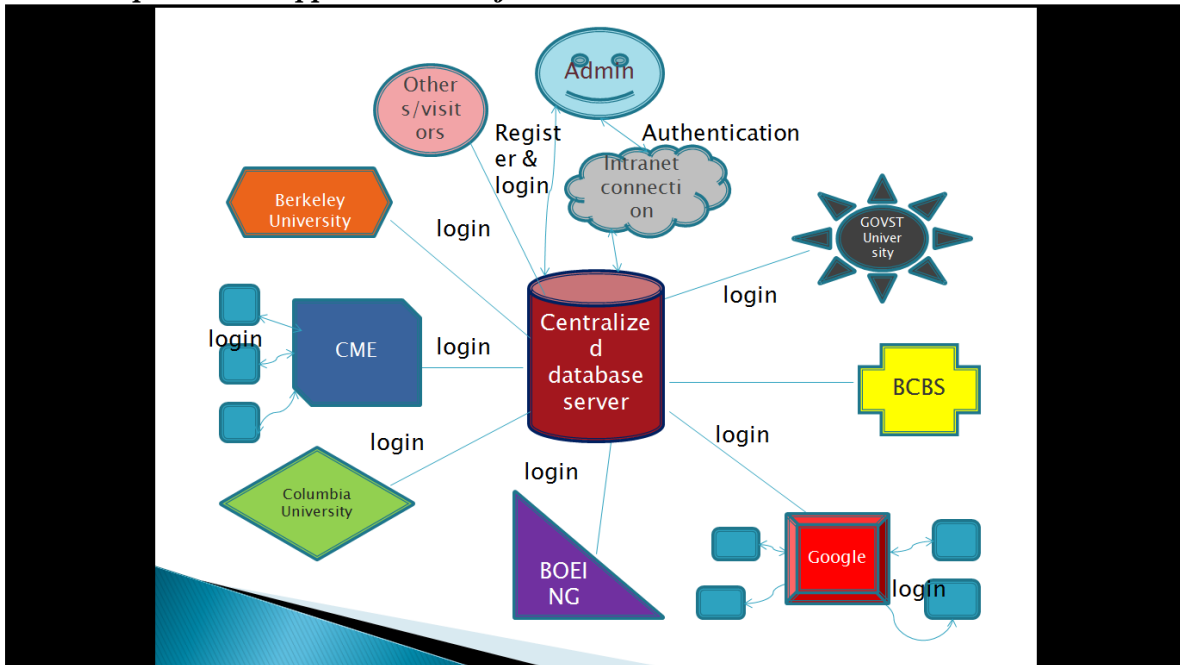 Admin
Other
s/visit
ors
Regist
er &
login
Authentication
Intranet
connecti
on
Berkeley
University
login
GOVST
Univer
sity
login
login
CME
login
Centralize
d
database
server
BCBS
login
login
Columbia
University
login
BOEI
NG
Google
login